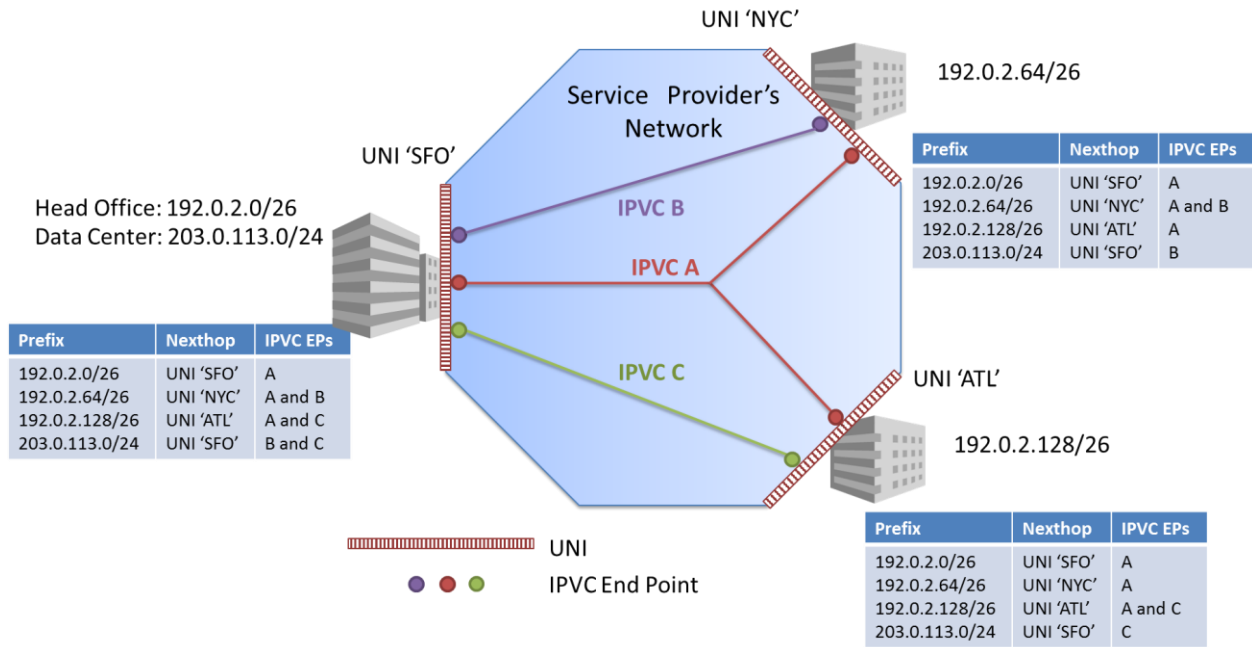 UNI ‘NYC’
192.0.2.64/26
Service Provider’s
Network
UNI ‘SFO’
Prefix Nexthop IPVC EPs
192.0.2.0/26 UNI ‘SFO’ A
192.0.2.64/26 UNI ‘NYC’ A and B
192.0.2.128/26 UNI ‘ATL’ A
203.0.113.0/24 UNI ‘SFO’ B
Head Office: 192.0.2.0/26
Data Center: 203.0.113.0/24
IPVC B
IPVC A
Prefix Nexthop IPVC EPs
192.0.2.0/26 UNI ‘SFO’ A
192.0.2.64/26 UNI ‘NYC’ A and B
192.0.2.128/26 UNI ‘ATL’ A and C
203.0.113.0/24 UNI ‘SFO’ B and C
IPVC C
UNI ‘ATL’
192.0.2.128/26
Prefix Nexthop IPVC EPs
192.0.2.0/26 UNI ‘SFO’ A
192.0.2.64/26 UNI ‘NYC’ A
192.0.2.128/26 UNI ‘ATL’ A and C
203.0.113.0/24 UNI ‘SFO’ C
UNI
IPVC End Point